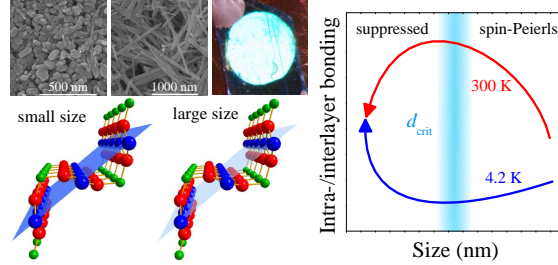 500 nm
1000 nm
small size
large size
suppressed
spin-Peierls
300 K
d crit
4.2 K
Intra-/interlayer bonding
Size (nm)